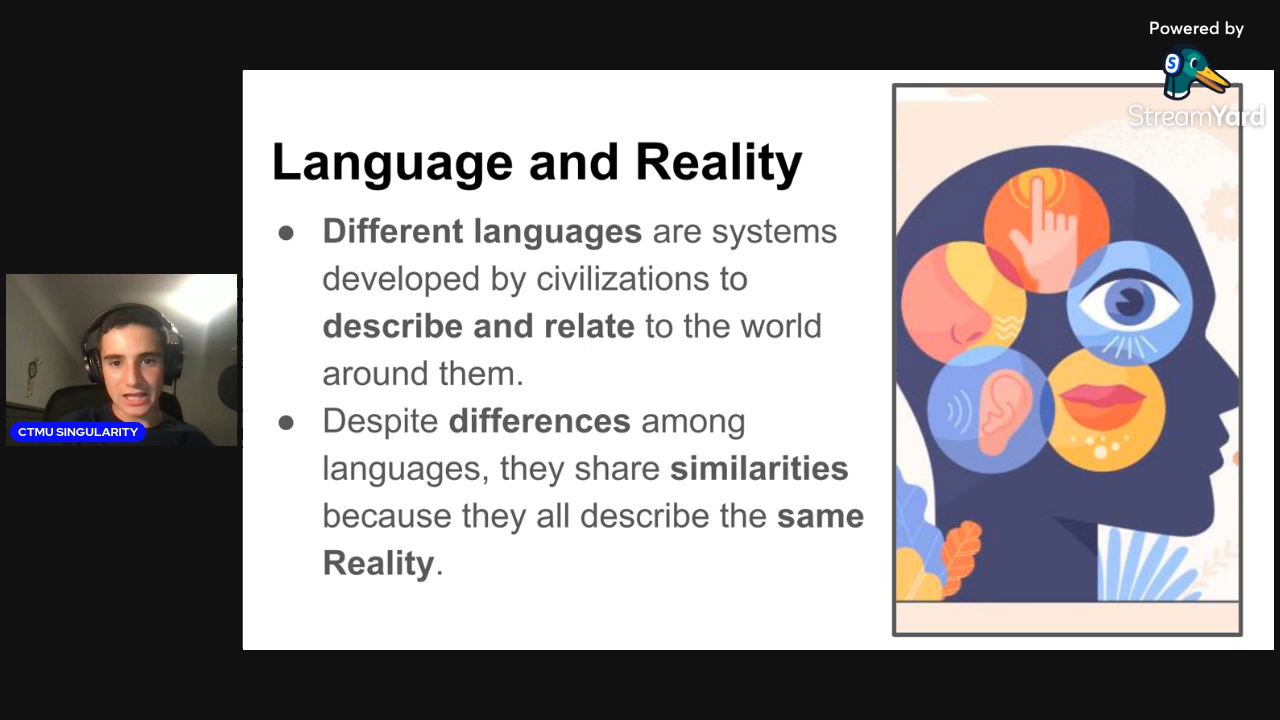 Powered by
S
StreamYard
Language and Reality
● Different languages are systems
developed by civilizations to
describe and relate to the world
around them.
● Despite differences among
languages, they share similarities
because they all describe the same
Reality.
CTMU SINGULARITY